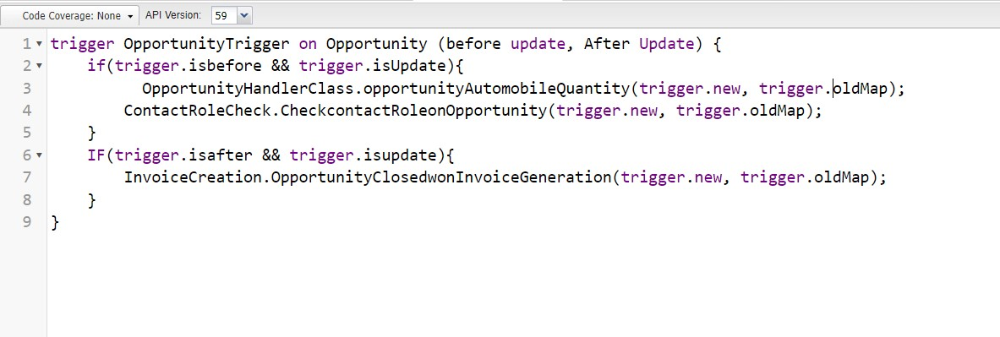 Code Coverage: None API Version: 59
1 trigger OpportunityTrigger on Opportunity (before update, After Update) {
2 if(trigger.isbefore && trigger.isUpdate){
3 OpportunityHandlerClass.opportunityAutomobileQuantity(trigger.new, trigger.oldMap);
4 ContactRoleCheck.CheckcontactRoleonOpportunity(trigger.new, trigger.oldMap);
5 }
6 IF(trigger.isafter && trigger.isupdate){
7 InvoiceCreation.OpportunityClosedwonInvoiceGeneration(trigger.new, trigger.oldMap);
8 }
9 }